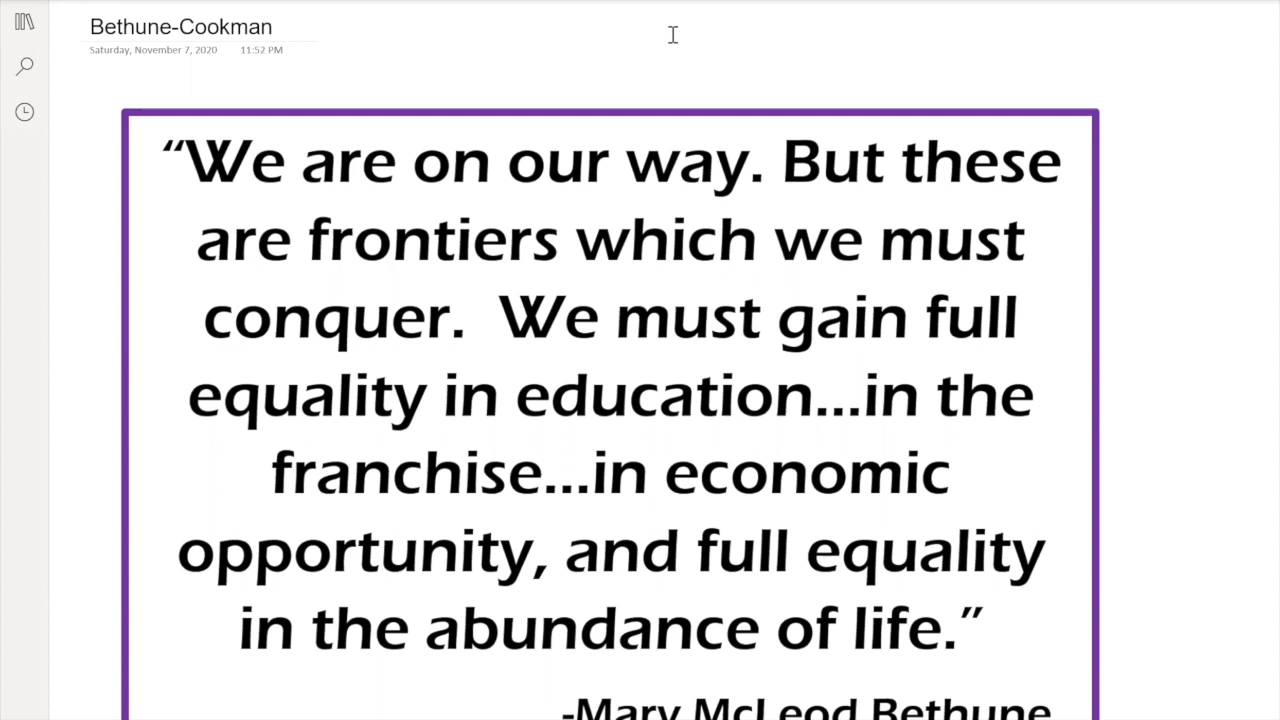 Bethune-Cookman
Saturday, November 7, 2020 11:52 PM
“We are on our way. But these
are frontiers which we must
conquer.  We must gain full
equality in education...in the
franchise...in economic
opportunity, and full equality
in the abundance of life.”
-Mary McLeod Bethune